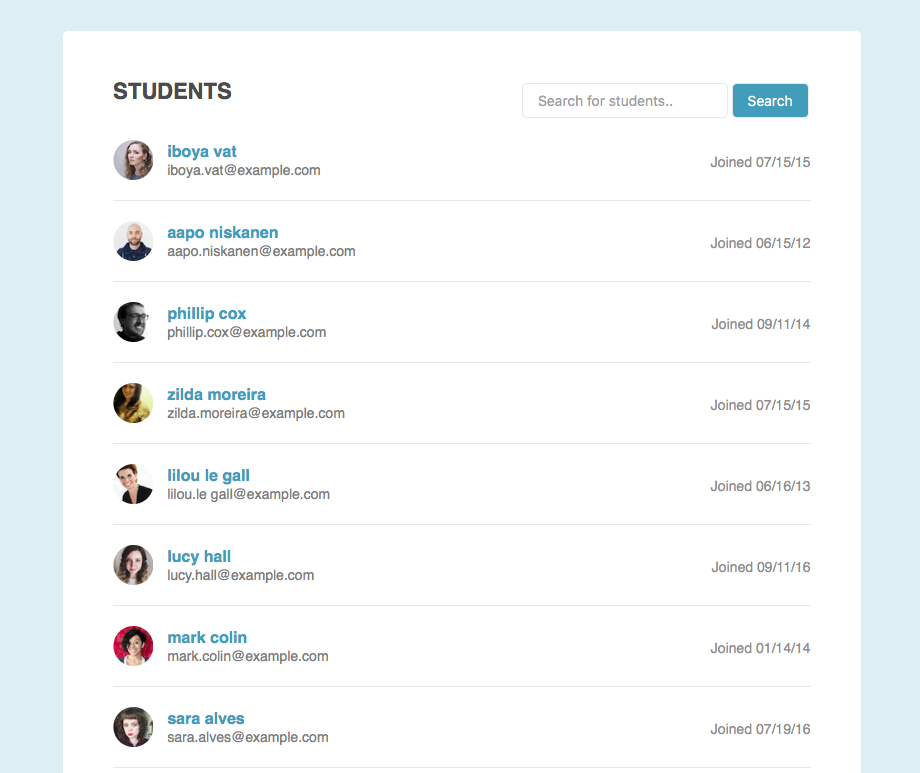 STUDENTS
Search for students..
Search
iboya vat
iboya.vat@example.com
Joined 07/15/15
aapo niskanen
aapo.niskanen@example.com
Joined 06/15/12
phillip cox
phillip.cox@example.com
Joined 09/11/14
zilda moreira
zilda.moreira@example.com
Joined 07/15/15
lilou le gall
lilou.le gall@example.com
Joined 06/16/13
lucy hall
lucy.hall@example.com
Joined 09/11/16
mark colin
mark.colin@example.com
Joined 01/14/14
sara alves
sara.alves@example.com
Joined 07/19/16